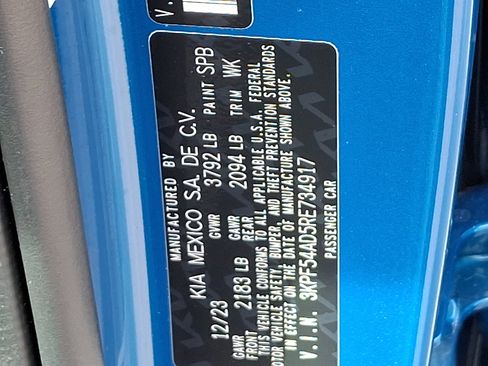 MANUFACTURED BY
KIA MEXICO S.A. DE C.V.
12/23 GVWR 3792 LB PAINT SPB
GAWR FRONT 2183 LB GAWR REAR 2094 LB TRIM WK
THIS VEHICLE CONFORMS TO ALL APPLICABLE U.S.A. FEDERAL
MOTOR VEHICLE SAFETY, BUMPER, AND THEFT PREVENTION STANDARDS
IN EFFECT ON THE DATE OF MANUFACTURE SHOWN ABOVE.
V.I.N. 3KPF54AD5RE734917
PASSENGER CAR
V.